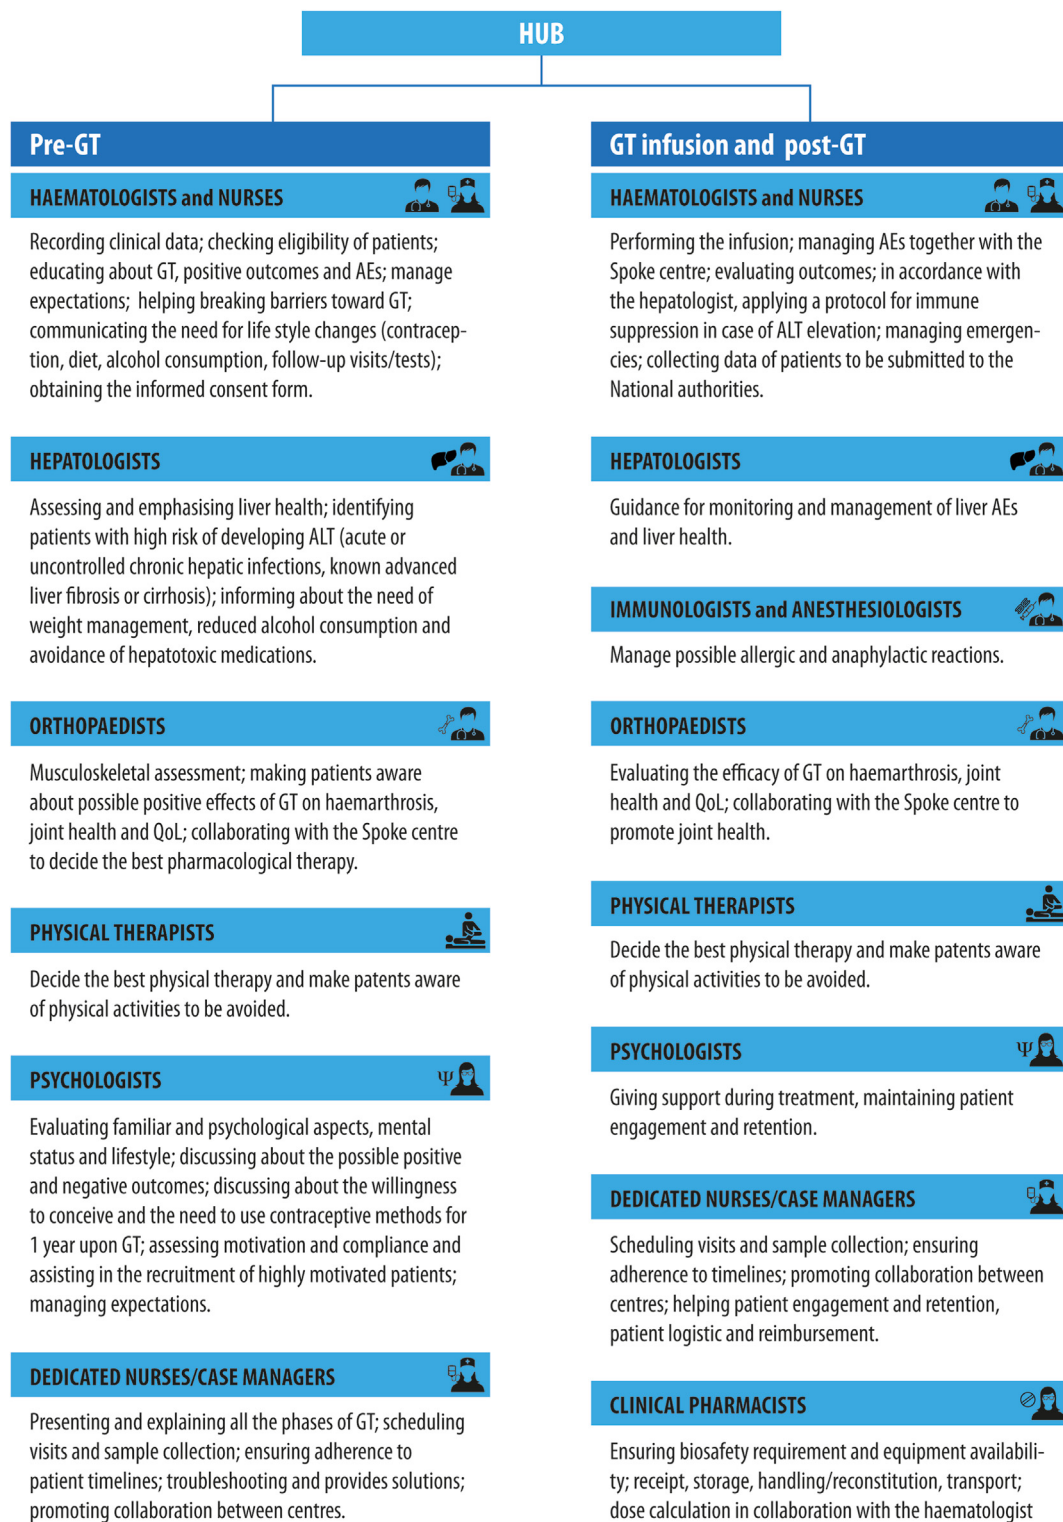 HUB
Pre-GT
HAEMATOLOGISTS and NURSES
Recording clinical data; checking eligibility of patients;
educating about GT, positive outcomes and AEs; manage
expectations; helping breaking barriers toward GT;
communicating the need for life style changes (contracep-
tion, diet, alcohol consumption, follow-up visits/tests);
obtaining the informed consent form.
HEPATOLOGISTS
Assessing and emphasising liver health; identifying
patients with high risk of developing ALT (acute or
uncontrolled chronic hepatic infections, known advanced
liver fibrosis or cirrhosis); informing about the need of
weight management, reduced alcohol consumption and
avoidance of hepatotoxic medications.
ORTHOPAEDISTS
Musculoskeletal assessment; making patients aware
about possible positive effects of GT on haemarthrosis,
joint health and QoL; collaborating with the Spoke centre
to decide the best pharmacological therapy.
PHYSICAL THERAPISTS
Decide the best physical therapy and make patents aware
of physical activities to be avoided.
PSYCHOLOGISTS
Ψ
Evaluating familiar and psychological aspects, mental
status and lifestyle; discussing about the possible positive
and negative outcomes; discussing about the willingness
to conceive and the need to use contraceptive methods for
1 year upon GT; assessing motivation and compliance and
assisting in the recruitment of highly motivated patients;
managing expectations.
DEDICATED NURSES/CASE MANAGERS
Presenting and explaining all the phases of GT; scheduling
visits and sample collection; ensuring adherence to
patient timelines; troubleshooting and provides solutions;
promoting collaboration between centres.
GT infusion and post-GT
HAEMATOLOGISTS and NURSES
Performing the infusion; managing AEs together with the
Spoke centre; evaluating outcomes; in accordance with
the hepatologist, applying a protocol for immune
suppression in case of ALT elevation; managing emergen-
cies; collecting data of patients to be submitted to the
National authorities.
HEPATOLOGISTS
Guidance for monitoring and management of liver AEs
and liver health.
IMMUNOLOGISTS and ANESTHESIOLOGISTS
Manage possible allergic and anaphylactic reactions.
ORTHOPAEDISTS
Evaluating the efficacy of GT on haemarthrosis, joint
health and QoL; collaborating with the Spoke centre to
promote joint health.
PHYSICAL THERAPISTS
Decide the best physical therapy and make patents aware
of physical activities to be avoided.
PSYCHOLOGISTS
Ψ
Giving support during treatment, maintaining patient
engagement and retention.
DEDICATED NURSES/CASE MANAGERS
Scheduling visits and sample collection; ensuring
adherence to timelines; promoting collaboration between
centres; helping patient engagement and retention,
patient logistic and reimbursement.
CLINICAL PHARMACISTS
Ensuring biosafety requirement and equipment availabili-
ty; receipt, storage, handling/reconstitution, transport;
dose calculation in collaboration with the haematologist